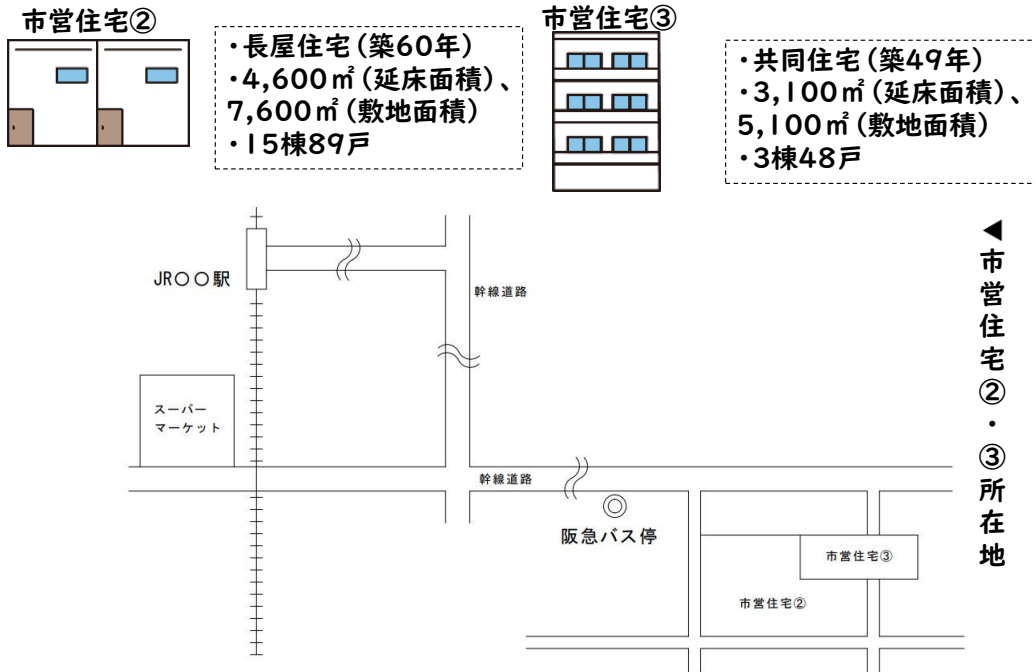 市営住宅②
・長屋住宅(築60年)
・4,600㎡(延床面積)、
7,600㎡(敷地面積)
・15棟89戸
市営住宅③
・共同住宅(築49年)
・3,100㎡(延床面積)、
5,100㎡(敷地面積)
・3棟48戸
◀市営住宅②・③所在地
JR〇〇駅
幹線道路
スーパー
マーケット
幹線道路
阪急バス停
市営住宅③
市営住宅②